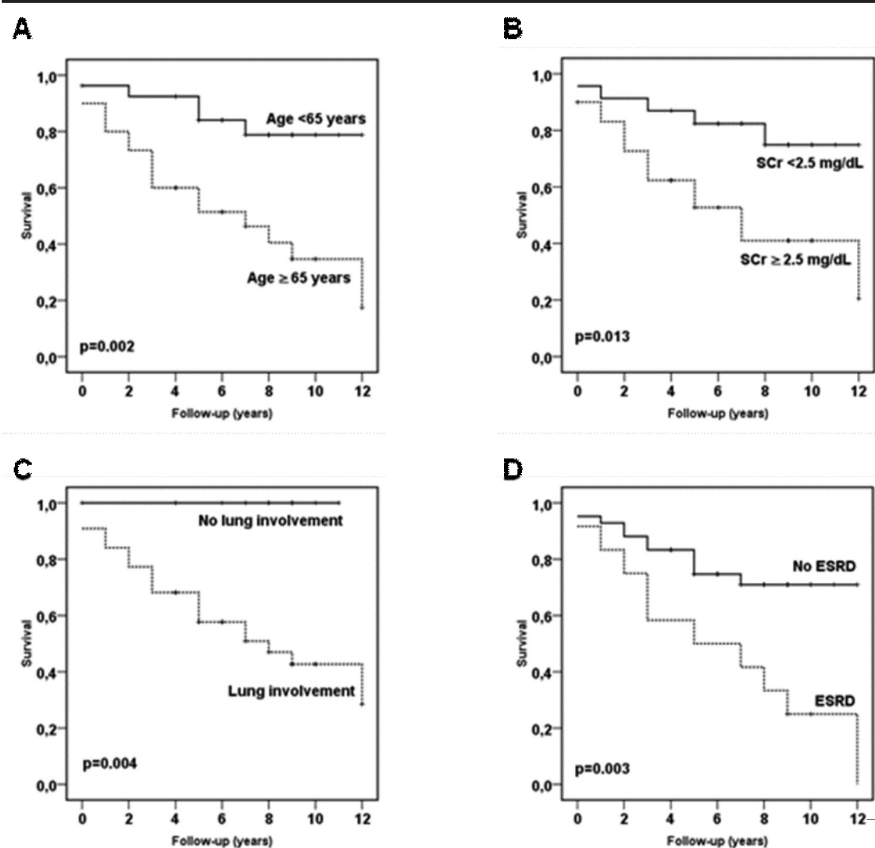 A
1,0
0,8
0,6
0,4
0,2
0,0
Survival
Age <65 years
Age ≥ 65 years
p=0.002
0 2 4 6 8 10 12
Follow-up (years)
B
1,0
0,8
0,6
0,4
0,2
0,0
Survival
SCr <2.5 mg/dL
SCr ≥ 2.5 mg/dL
p=0.013
0 2 4 6 8 10 12
Follow-up (years)
C
1,0
0,8
0,6
0,4
0,2
0,0
Survival
No lung involvement
Lung involvement
p=0.004
0 2 4 6 8 10 12
Follow-up (years)
D
1,0
0,8
0,6
0,4
0,2
0,0
Survival
No ESRD
ESRD
p=0.003
0 2 4 6 8 10 12
Follow-up (years)